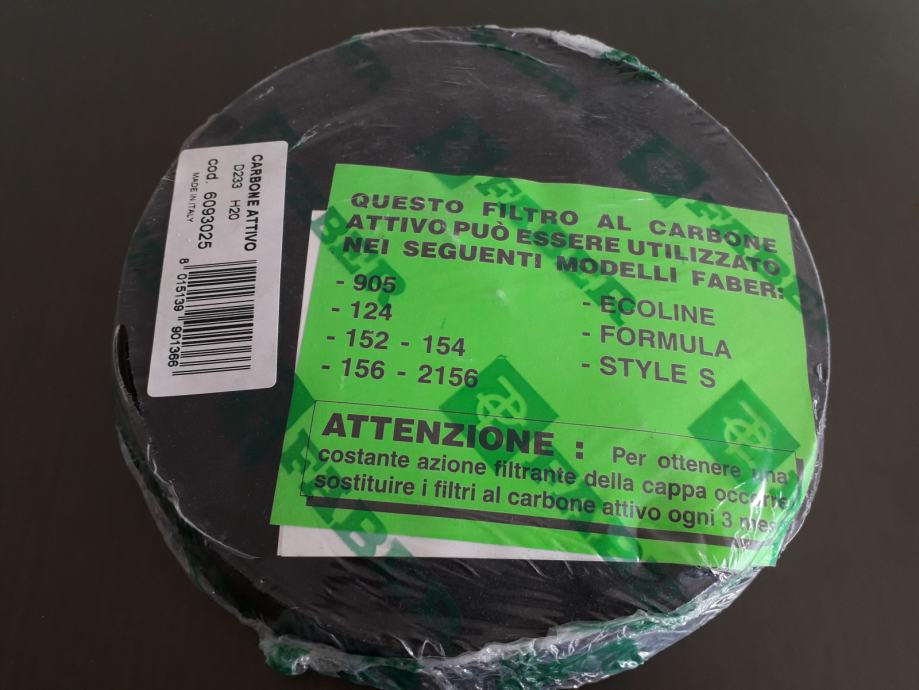 CARBONE ATTIVO
D233 H20
cod. 6093025
MADE IN ITALY
8 015139 901366
QUESTO FILTRO AL CARBONE
ATTIVO PUÒ ESSERE UTILIZZATO
NEI SEGUENTI MODELLI FABER:
- 905
- 124
- 152 - 154
- 156 - 2156
- ECOLINE
- FORMULA
- STYLE S
ATTENZIONE : Per ottenere una
costante azione filtrante della cappa occorre
sostituire i filtri al carbone attivo ogni 3 mesi